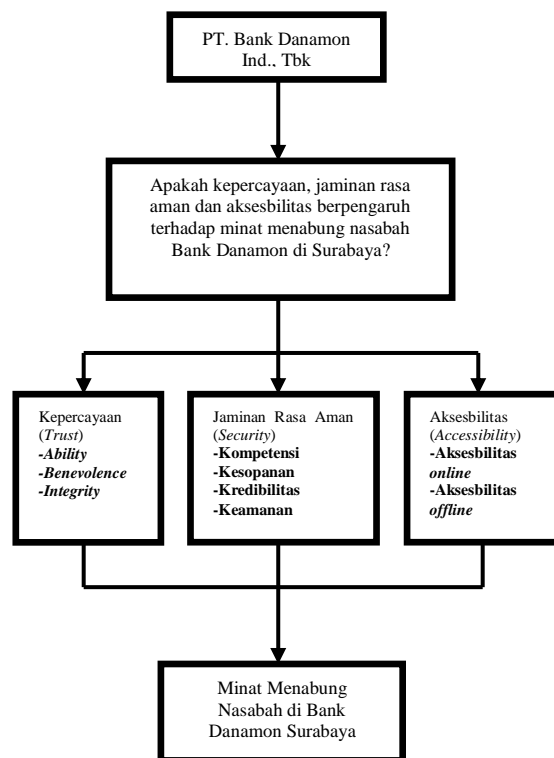 PT. Bank Danamon
Ind., Tbk
Apakah kepercayaan, jaminan rasa
aman dan aksesbilitas berpengaruh
terhadap minat menabung nasabah
Bank Danamon di Surabaya?
Kepercayaan
(Trust)
-Ability
-Benevolence
-Integrity
Jaminan Rasa Aman
(Security)
-Kompetensi
-Kesopanan
-Kredibilitas
-Keamanan
Aksesbilitas
(Accessibility)
-Aksesbilitas
online
-Aksesbilitas
offline
Minat Menabung
Nasabah di Bank
Danamon Surabaya